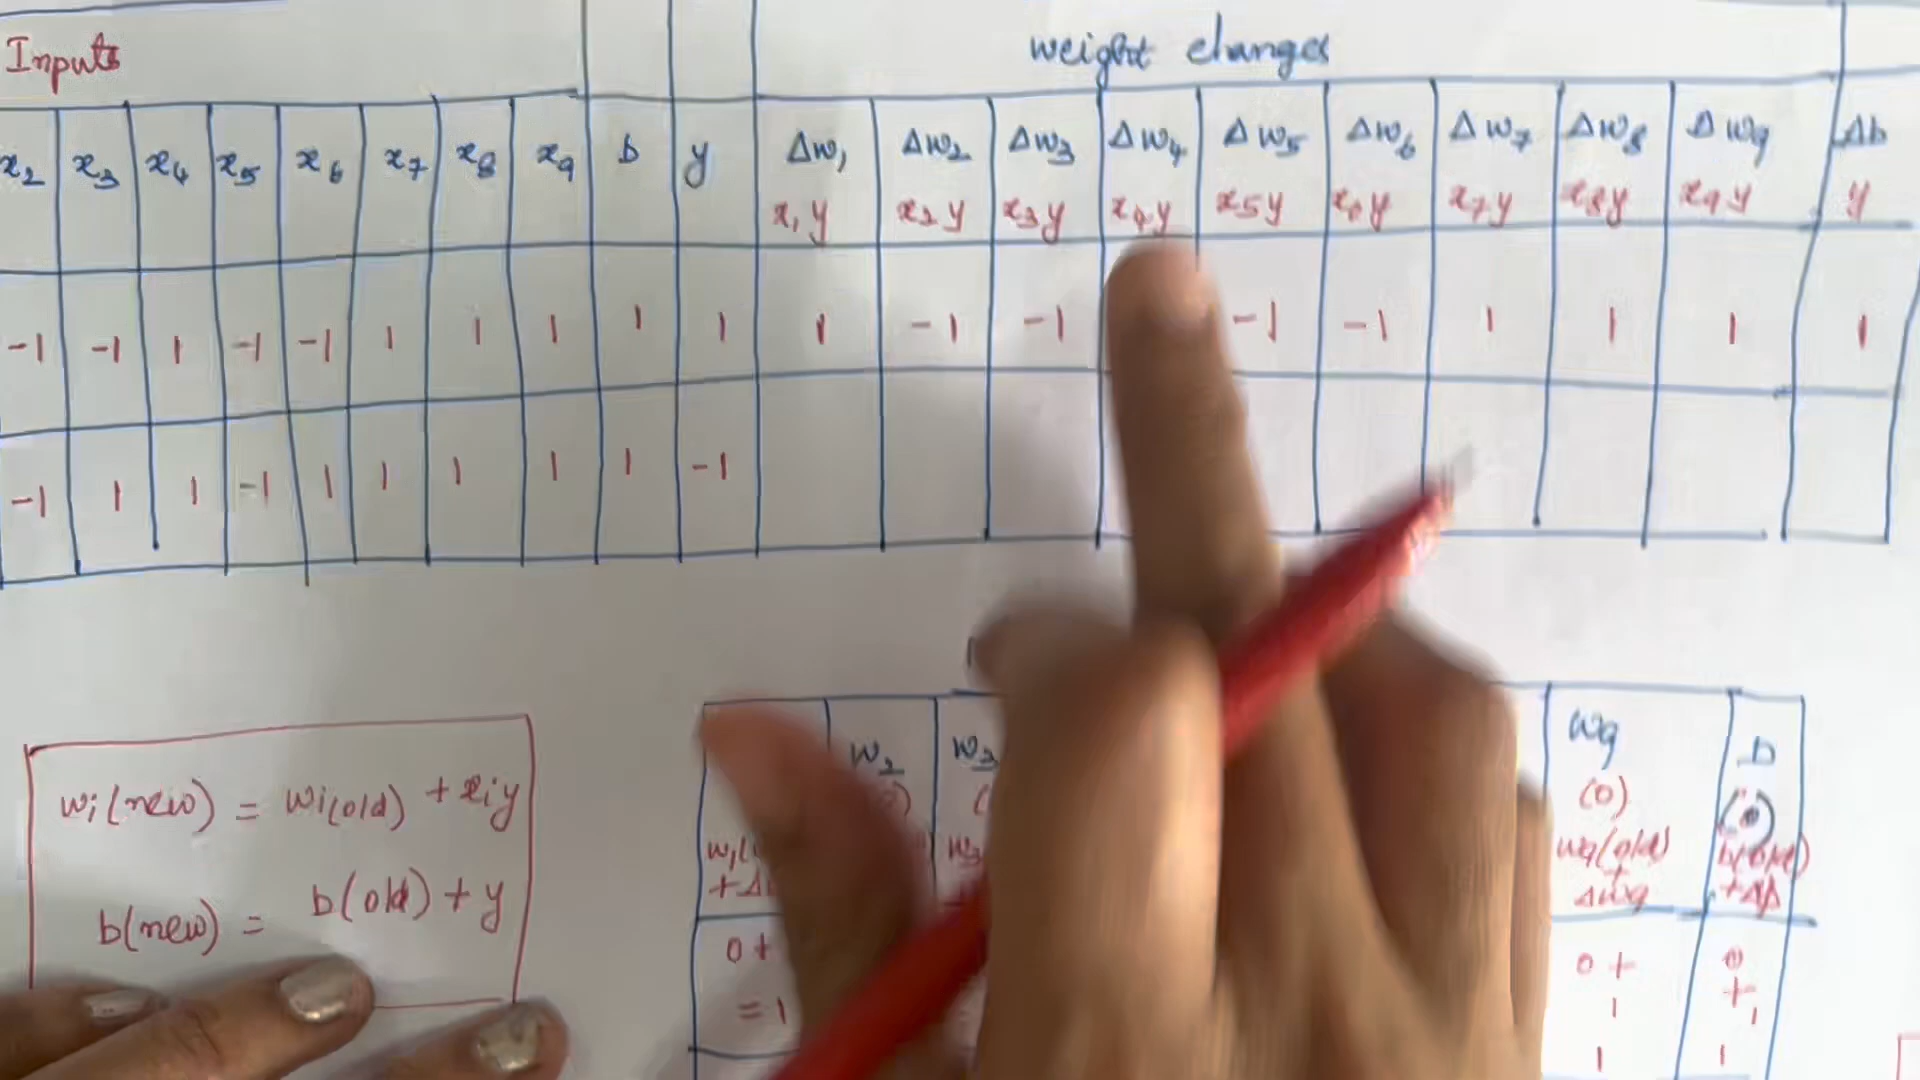 Inputs
weight changes
x2 x3 x4 x5 x6 x7 x8 x9 b y Δw1 Δw2 Δw3 Δw4 Δw5 Δw6 Δw7 Δw8 Δw9 Δb
x1y x2y x3y x4y x5y x6y x7y x8y x9y y
-1 -1 1 -1 -1 1 1 1 1 1 1 -1 -1 -1 -1 1 1 1 1
-1 1 1 -1 1 1 1 1 1 -1
wi(new) = wi(old) + xiy
b(new) = b(old) + y
w2 w3 w9 b
(0) (0)
w9(old) b(old)
+ +Δb
Δw9
0+ 0+ 0
+
=1 1 1
1 1